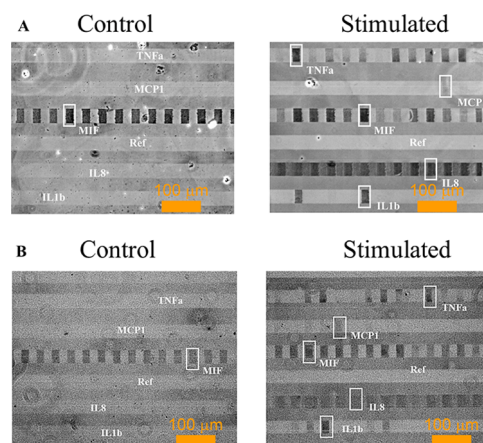 A Control Stimulated
TNFa
MCP1
MIF
Ref
IL8
IL1b
100 μm
TNFa
MCP
MIF
Ref
IL8
IL1b
100 μm
B Control Stimulated
TNFa
MCP1
MIF
Ref
IL8
IL1b
100 μm
TNFa
MCP1
MIF
Ref
IL8
IL1b
100 μm